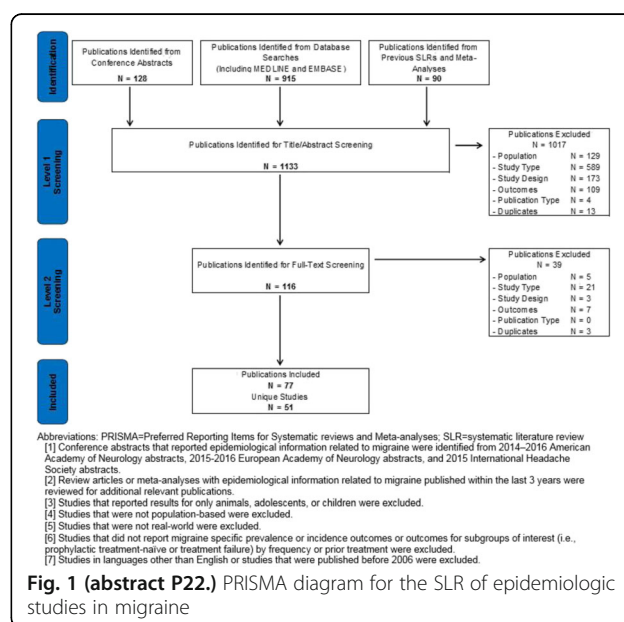 Identification
Publications Identified from
Conference Abstracts
N = 128
Publications Identified from Database
Searches
(Including MEDLINE and EMBASE )
N = 915
Publications Identified from
Previous SLRs and Meta-
Analyses
N = 90
Level 1
Screening
Publications Identified for Title/Abstract Screening
N = 1133
Publications Excluded
N = 1017
- Population N = 129
- Study Type N = 589
- Study Design N = 173
- Outcomes N = 109
- Publication Type N = 4
- Duplicates N = 13
Level 2
Screening
Publications Identified for Full-Text Screening
N = 116
Publications Excluded
N = 39
- Population N = 5
- Study Type N = 21
- Study Design N = 3
- Outcomes N = 7
- Publication Type N = 0
- Duplicates N = 3
Included
Publications Included
N = 77
Unique Studies
N = 51
Abbreviations: PRISMA=Preferred Reporting Items for Systematic reviews and Meta-analyses; SLR=systematic literature review
[1] Conference abstracts that reported epidemiological information related to migraine were identified from 2014–2016 American
Academy of Neurology abstracts, 2015-2016 European Academy of Neurology abstracts, and 2015 International Headache
Society abstracts.
[2] Review articles or meta-analyses with epidemiological information related to migraine published within the last 3 years were
reviewed for additional relevant publications.
[3] Studies that reported results for only animals, adolescents, or children were excluded.
[4] Studies that were not population-based were excluded.
[5] Studies that were not real-world were excluded.
[6] Studies that did not report migraine specific prevalence or incidence outcomes or outcomes for subgroups of interest (i.e.,
prophylactic treatment-naïve or treatment failure) by frequency or prior treatment were excluded.
[7] Studies in languages other than English or studies that were published before 2006 were excluded.
Fig. 1 (abstract P22.) PRISMA diagram for the SLR of epidemiologic
studies in migraine